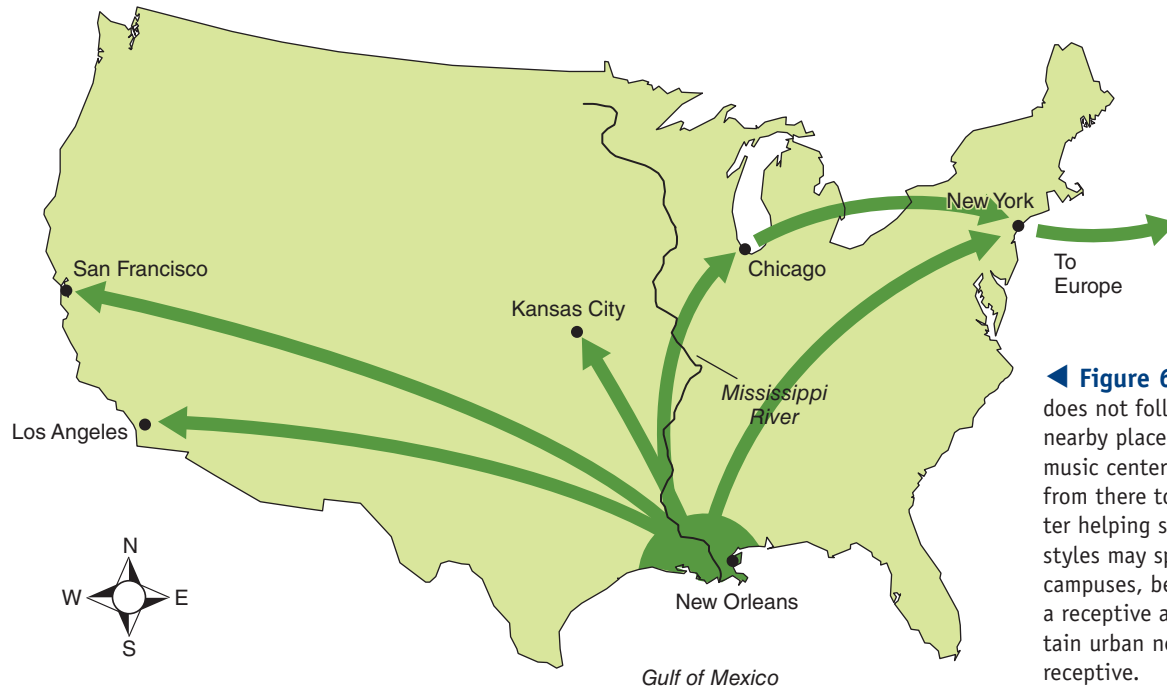 San Francisco
Los Angeles
Kansas City
Chicago
New York
To
Europe
Mississippi
River
New Orleans
Gulf of Mexico
N
W E
S
◀ Figure 6
does not foll
nearby place
music center
from there to
ter helping s
styles may sp
campuses, be
a receptive a
tain urban ne
receptive.